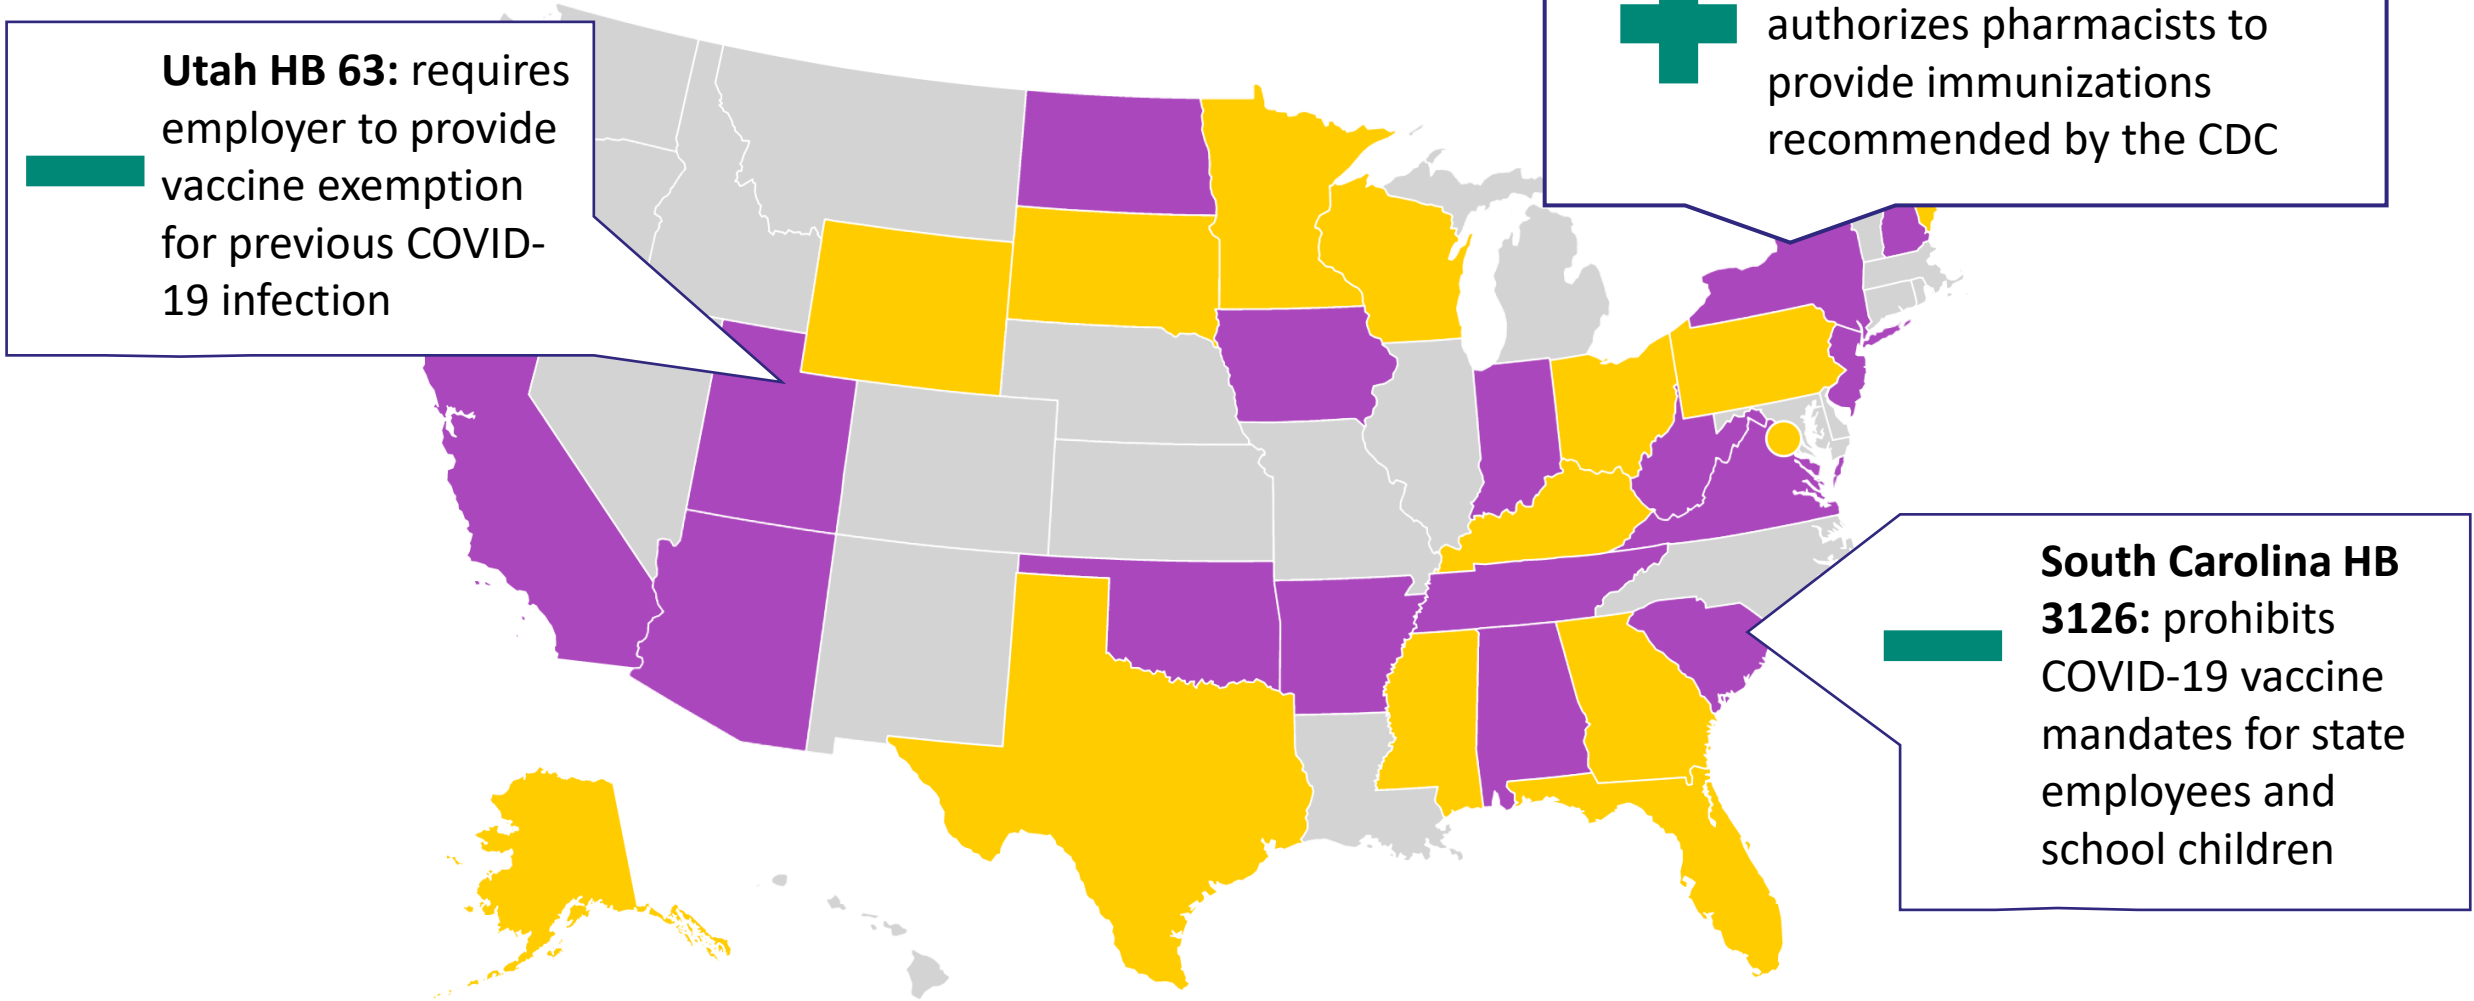 Utah HB 63: requires
employer to provide
vaccine exemption
for previous COVID-
19 infection
authorizes pharmacists to
provide immunizations
recommended by the CDC
South Carolina HB
3126: prohibits
COVID-19 vaccine
mandates for state
employees and
school children